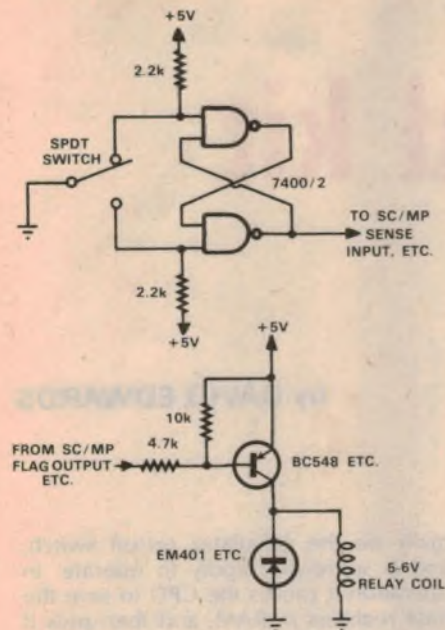 +5V
2.2k
SPDT
SWITCH
7400/2
TO SC/MP
SENSE
INPUT, ETC.
2.2k
+5V
+5V
10k
FROM SC/MP
FLAG OUTPUT
ETC.
4.7k
BC548 ETC.
EM401 ETC.
5-6V
RELAY COIL